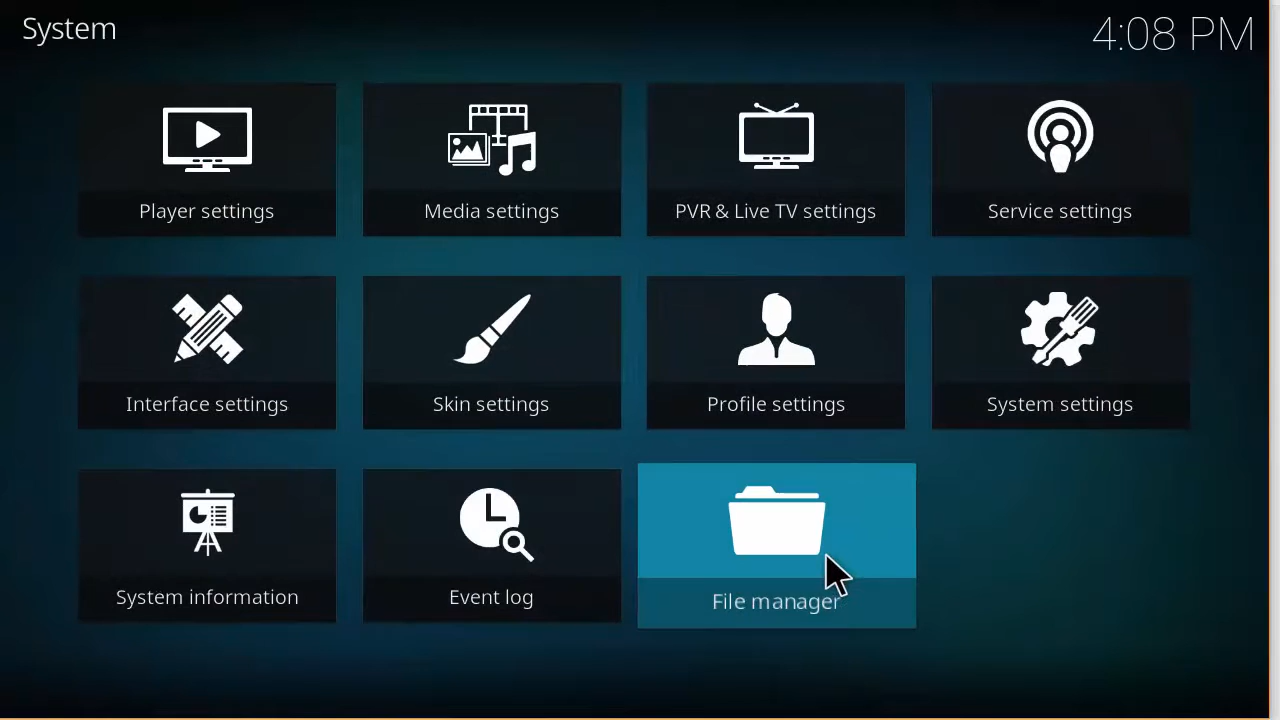 System
4:08 PM
Player settings
Media settings
PVR & Live TV settings
Service settings
Interface settings
Skin settings
Profile settings
System settings
System information
Event log
File manager